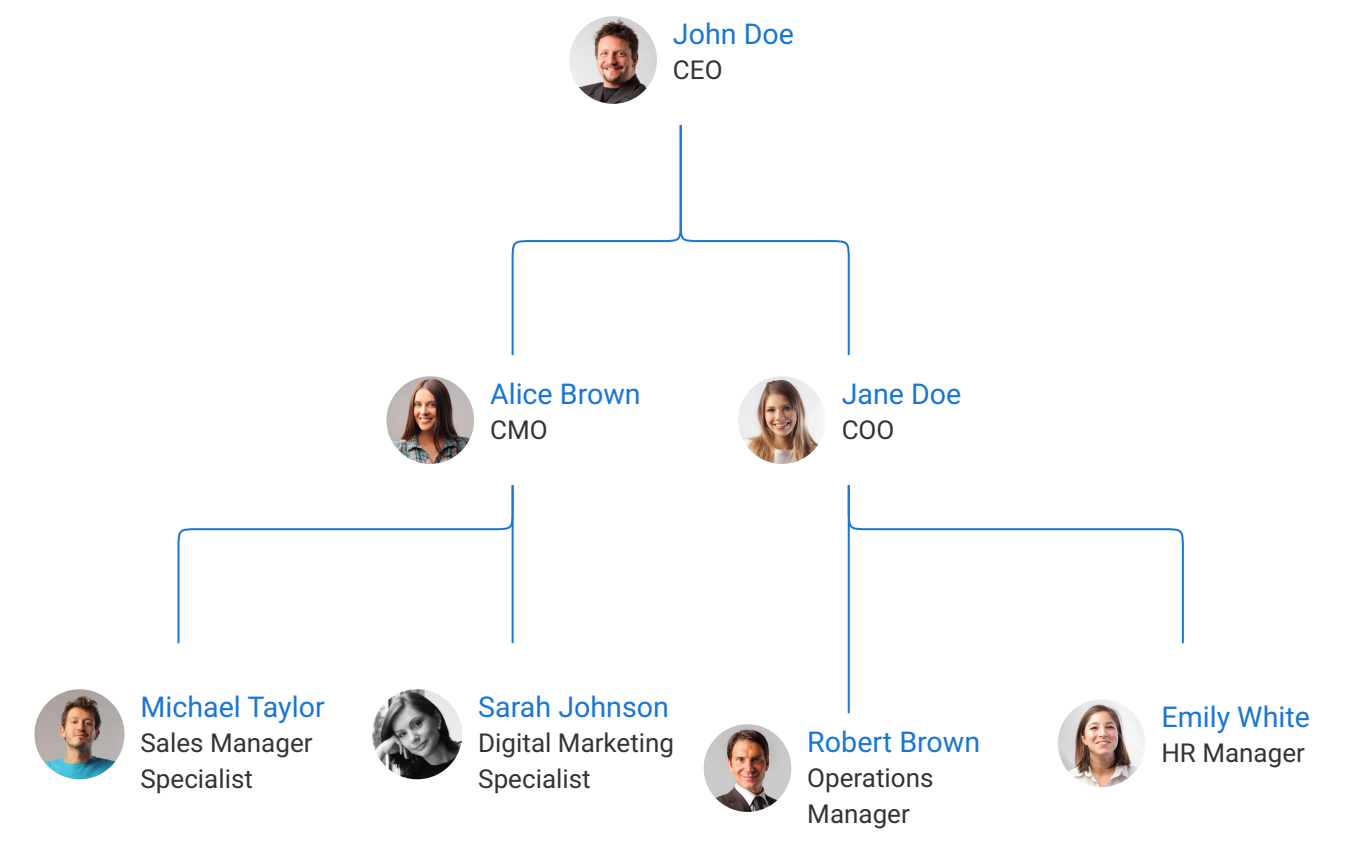 John Doe
CEO
Alice Brown
CMO
Jane Doe
COO
Michael Taylor
Sales Manager
Specialist
Sarah Johnson
Digital Marketing
Specialist
Robert Brown
Operations
Manager
Emily White
HR Manager